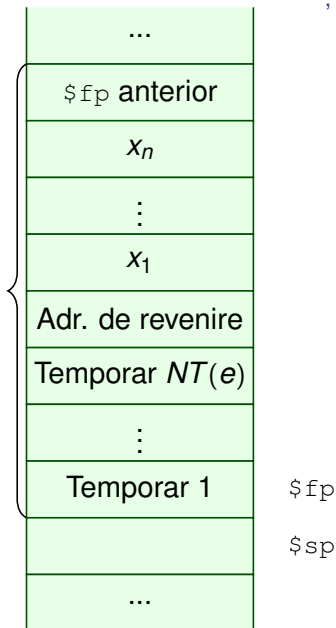 ,
...
$fp anterior
xn
⋮
x1
Adr. de revenire
Temporar NT(e)
⋮
Temporar 1 $fp
$sp
...